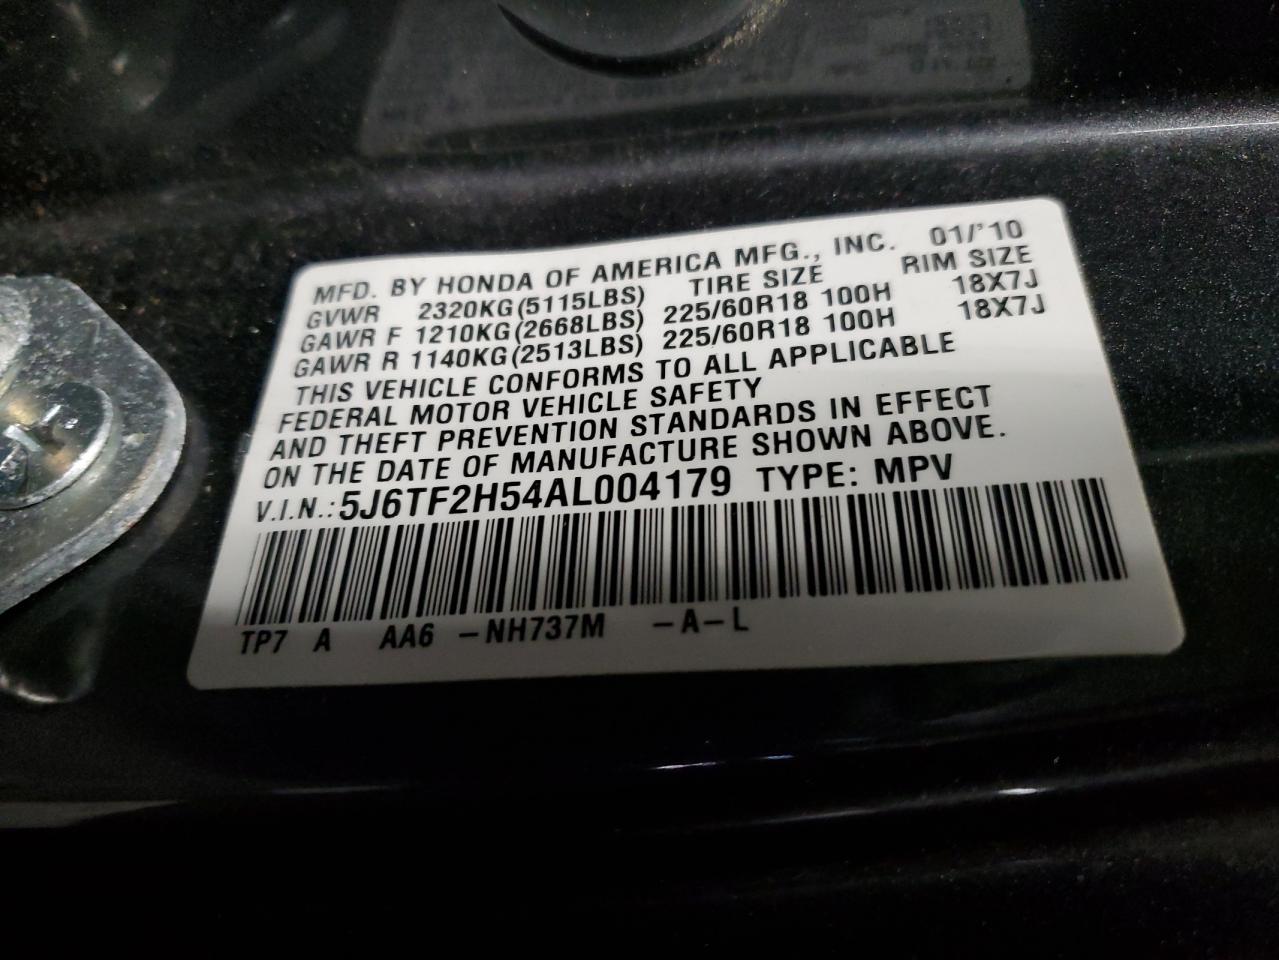 MFD. BY HONDA OF AMERICA MFG., INC. 01/'10
GVWR 2320KG(5115LBS) TIRE SIZE RIM SIZE
GAWR F 1210KG(2668LBS) 225/60R18 100H 18X7J
GAWR R 1140KG(2513LBS) 225/60R18 100H 18X7J
THIS VEHICLE CONFORMS TO ALL APPLICABLE
FEDERAL MOTOR VEHICLE SAFETY
AND THEFT PREVENTION STANDARDS IN EFFECT
ON THE DATE OF MANUFACTURE SHOWN ABOVE.
V.I.N.: 5J6TF2H54AL004179 TYPE: MPV
TP7 A AA6 -NH737M -A-L